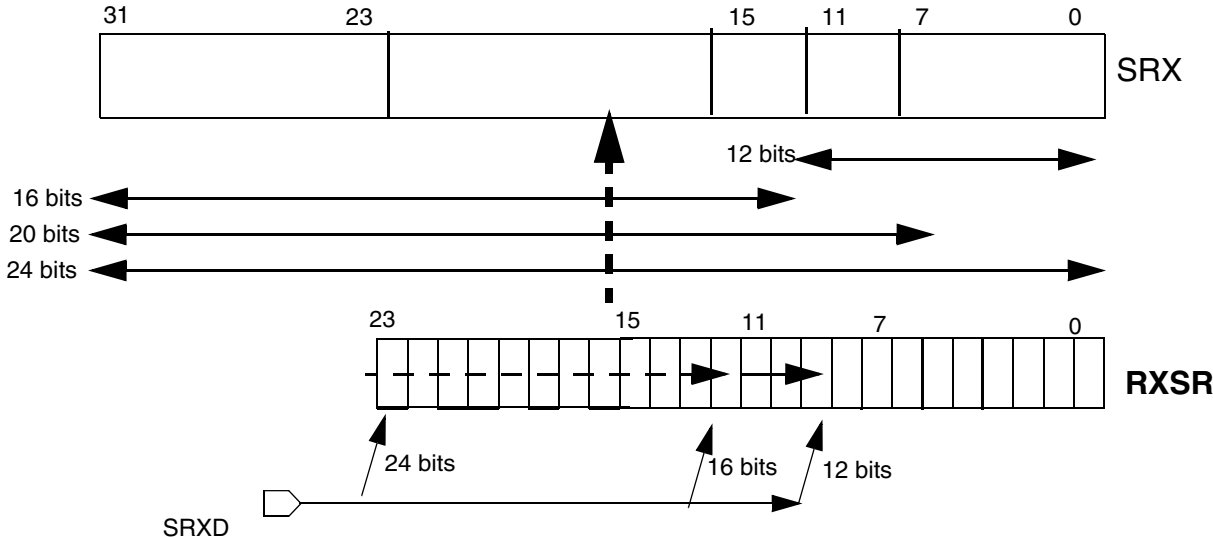 31 23 15 11 7 0
SRX
12 bits
16 bits
20 bits
24 bits
23 15 11 7 0
RXSR
24 bits 16 bits 12 bits
SRXD